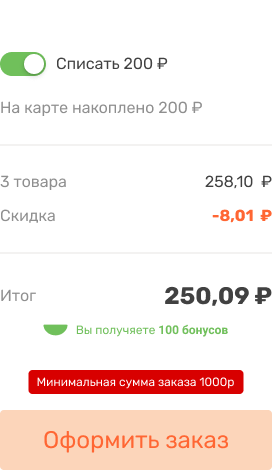 Списать 200 ₽
На карте накоплено 200 ₽
3 товара 258,10 ₽
Скидка -8,01 ₽
Итог 250,09 ₽
Вы получаете 100 бонусов
Минимальная сумма заказа 1000р
Оформить заказ